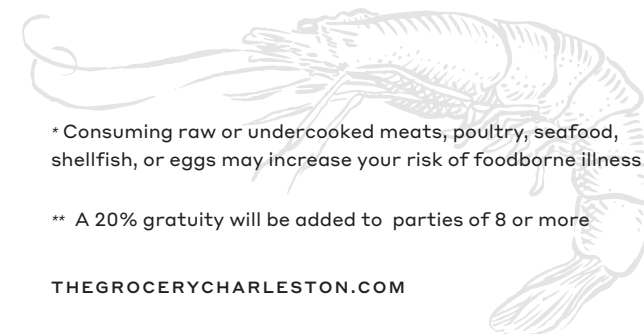 * Consuming raw or undercooked meats, poultry, seafood,
shellfish, or eggs may increase your risk of foodborne illness
** A 20% gratuity will be added to parties of 8 or more
THEGROCERYCHARLESTON.COM